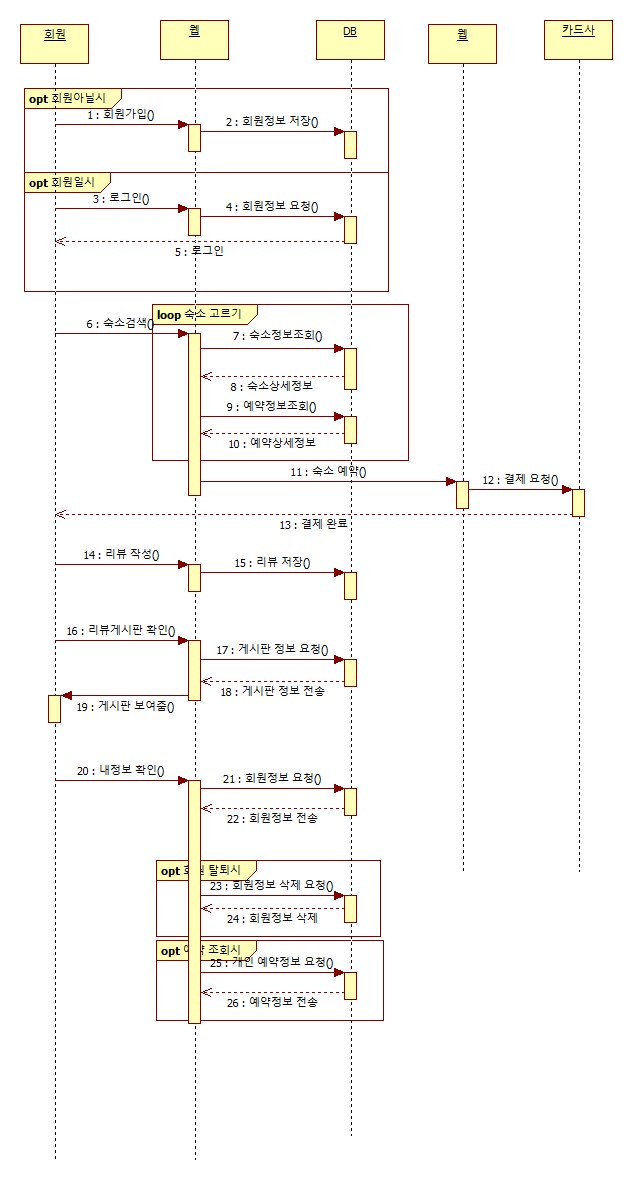 회원
웹
DB
웹
카드사
opt 회원아닐시
1 : 회원가입()
2 : 회원정보 저장()
opt 회원일시
3 : 로그인()
4 : 회원정보 요청()
5 : 로그인
loop 숙소 고르기
6 : 숙소검색()
7 : 숙소정보조회()
8 : 숙소상세정보
9 : 예약정보조회()
10 : 예약상세정보
11 : 숙소 예약()
12 : 결제 요청()
13 : 결제 완료
14 : 리뷰 작성()
15 : 리뷰 저장()
16 : 리뷰게시판 확인()
17 : 게시판 정보 요청()
18 : 게시판 정보 전송
19 : 게시판 보여줌()
20 : 내정보 확인()
21 : 회원정보 요청()
22 : 회원정보 전송
opt 회원 탈퇴시
23 : 회원정보 삭제 요청()
24 : 회원정보 삭제
opt 예약 조회시
25 : 개인 예약정보 요청()
26 : 예약정보 전송